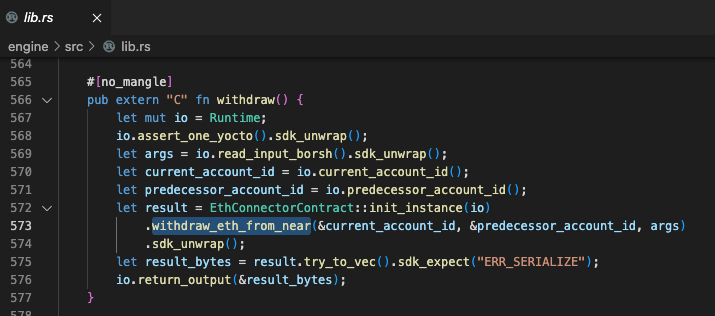 lib.rs
engine > src > lib.rs
564
565 #[no_mangle]
566 pub extern "C" fn withdraw() {
567 let mut io = Runtime;
568 io.assert_one_yocto().sdk_unwrap();
569 let args = io.read_input_borsh().sdk_unwrap();
570 let current_account_id = io.current_account_id();
571 let predecessor_account_id = io.predecessor_account_id();
572 let result = EthConnectorContract::init_instance(io)
573 .withdraw_eth_from_near(&current_account_id, &predecessor_account_id, args)
574 .sdk_unwrap();
575 let result_bytes = result.try_to_vec().sdk_expect("ERR_SERIALIZE");
576 io.return_output(&result_bytes);
577 }
578